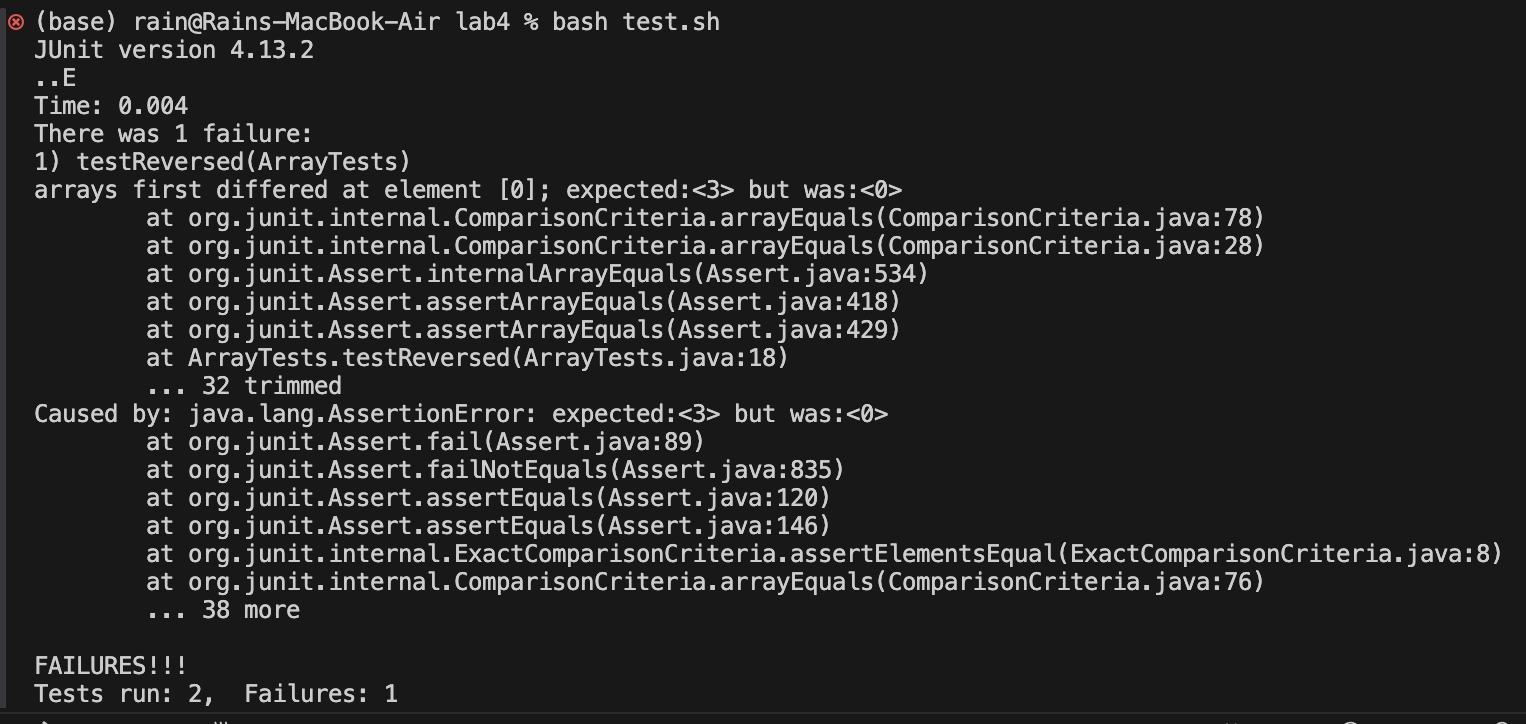 (base) rain@Rains-MacBook-Air lab4 % bash test.sh
JUnit version 4.13.2
..E
Time: 0.004
There was 1 failure:
1) testReversed(ArrayTests)
arrays first differed at element [0]; expected:<3> but was:<0>
        at org.junit.internal.ComparisonCriteria.arrayEquals(ComparisonCriteria.java:78)
        at org.junit.internal.ComparisonCriteria.arrayEquals(ComparisonCriteria.java:28)
        at org.junit.Assert.internalArrayEquals(Assert.java:534)
        at org.junit.Assert.assertArrayEquals(Assert.java:418)
        at org.junit.Assert.assertArrayEquals(Assert.java:429)
        at ArrayTests.testReversed(ArrayTests.java:18)
        ... 32 trimmed
Caused by: java.lang.AssertionError: expected:<3> but was:<0>
        at org.junit.Assert.fail(Assert.java:89)
        at org.junit.Assert.failNotEquals(Assert.java:835)
        at org.junit.Assert.assertEquals(Assert.java:120)
        at org.junit.Assert.assertEquals(Assert.java:146)
        at org.junit.internal.ExactComparisonCriteria.assertElementsEqual(ExactComparisonCriteria.java:8)
        at org.junit.internal.ComparisonCriteria.arrayEquals(ComparisonCriteria.java:76)
        ... 38 more

FAILURES!!!
Tests run: 2,  Failures: 1